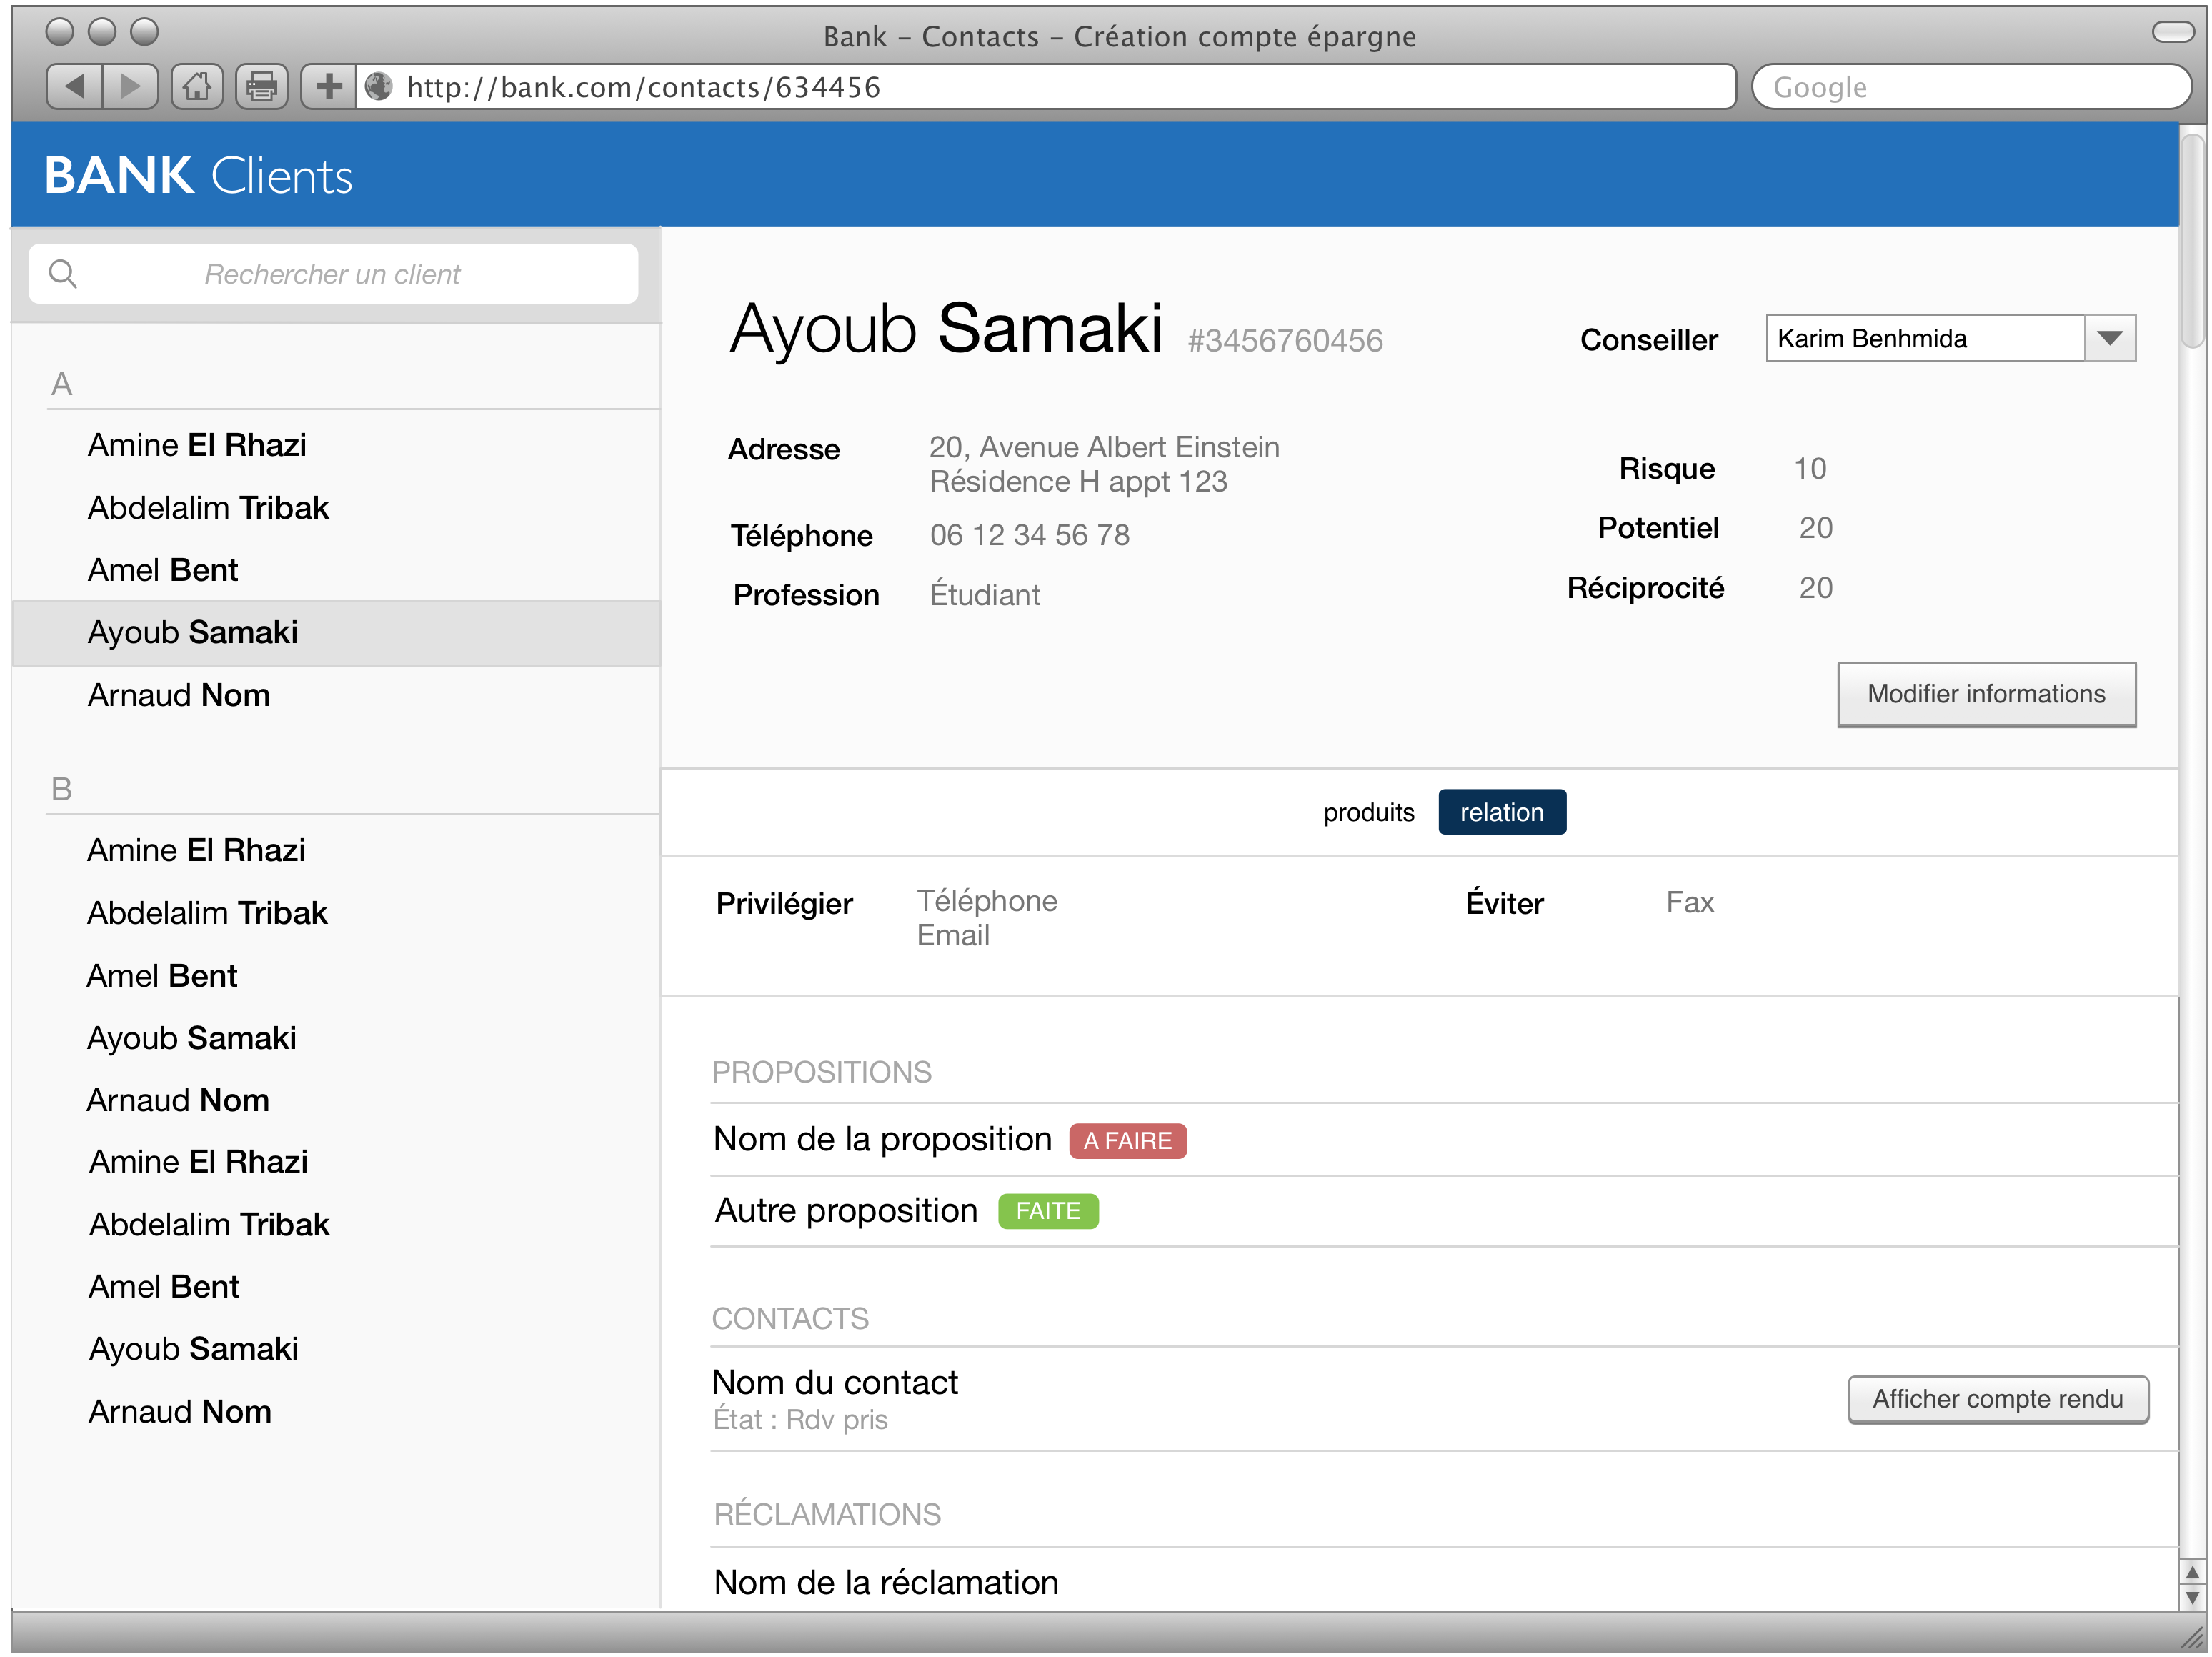 Bank – Contacts – Création compte épargne
http://bank.com/contacts/634456
Google
BANK Clients
Rechercher un client
A
Amine El Rhazi
Abdelalim Tribak
Amel Bent
Ayoub Samaki
Arnaud Nom
B
Amine El Rhazi
Abdelalim Tribak
Amel Bent
Ayoub Samaki
Arnaud Nom
Amine El Rhazi
Abdelalim Tribak
Amel Bent
Ayoub Samaki
Arnaud Nom
Ayoub Samaki #3456760456
Conseiller Karim Benhmida
Adresse 20, Avenue Albert Einstein
Résidence H appt 123
Téléphone 06 12 34 56 78
Profession Étudiant
Risque 10
Potentiel 20
Réciprocité 20
Modifier informations
produits relation
Privilégier Téléphone
Email
Éviter Fax
PROPOSITIONS
Nom de la proposition A FAIRE
Autre proposition FAITE
CONTACTS
Nom du contact
État : Rdv pris
Afficher compte rendu
RÉCLAMATIONS
Nom de la réclamation